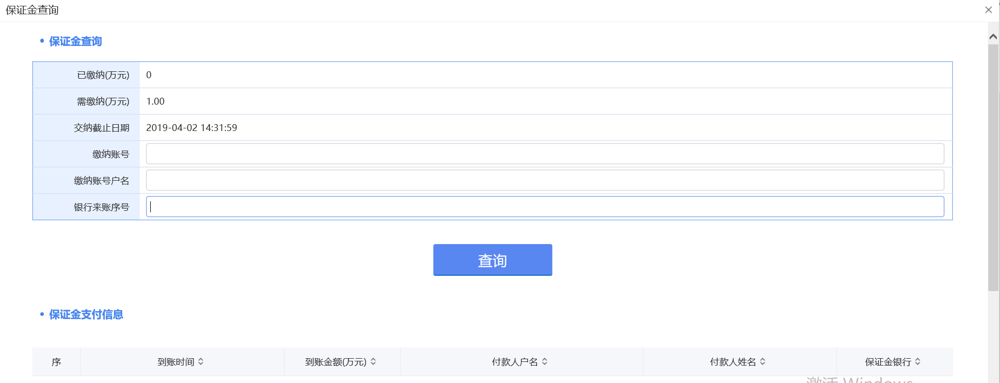 保证金查询
• 保证金查询
已缴纳(万元) 0
需缴纳(万元) 1.00
交纳截止日期 2019-04-02 14:31:59
缴纳账号
缴纳账号户名
银行来账序号
查询
• 保证金支付信息
序 到账时间 到账金额(万元) 付款人户名 付款人姓名 保证金银行
激活 Windows